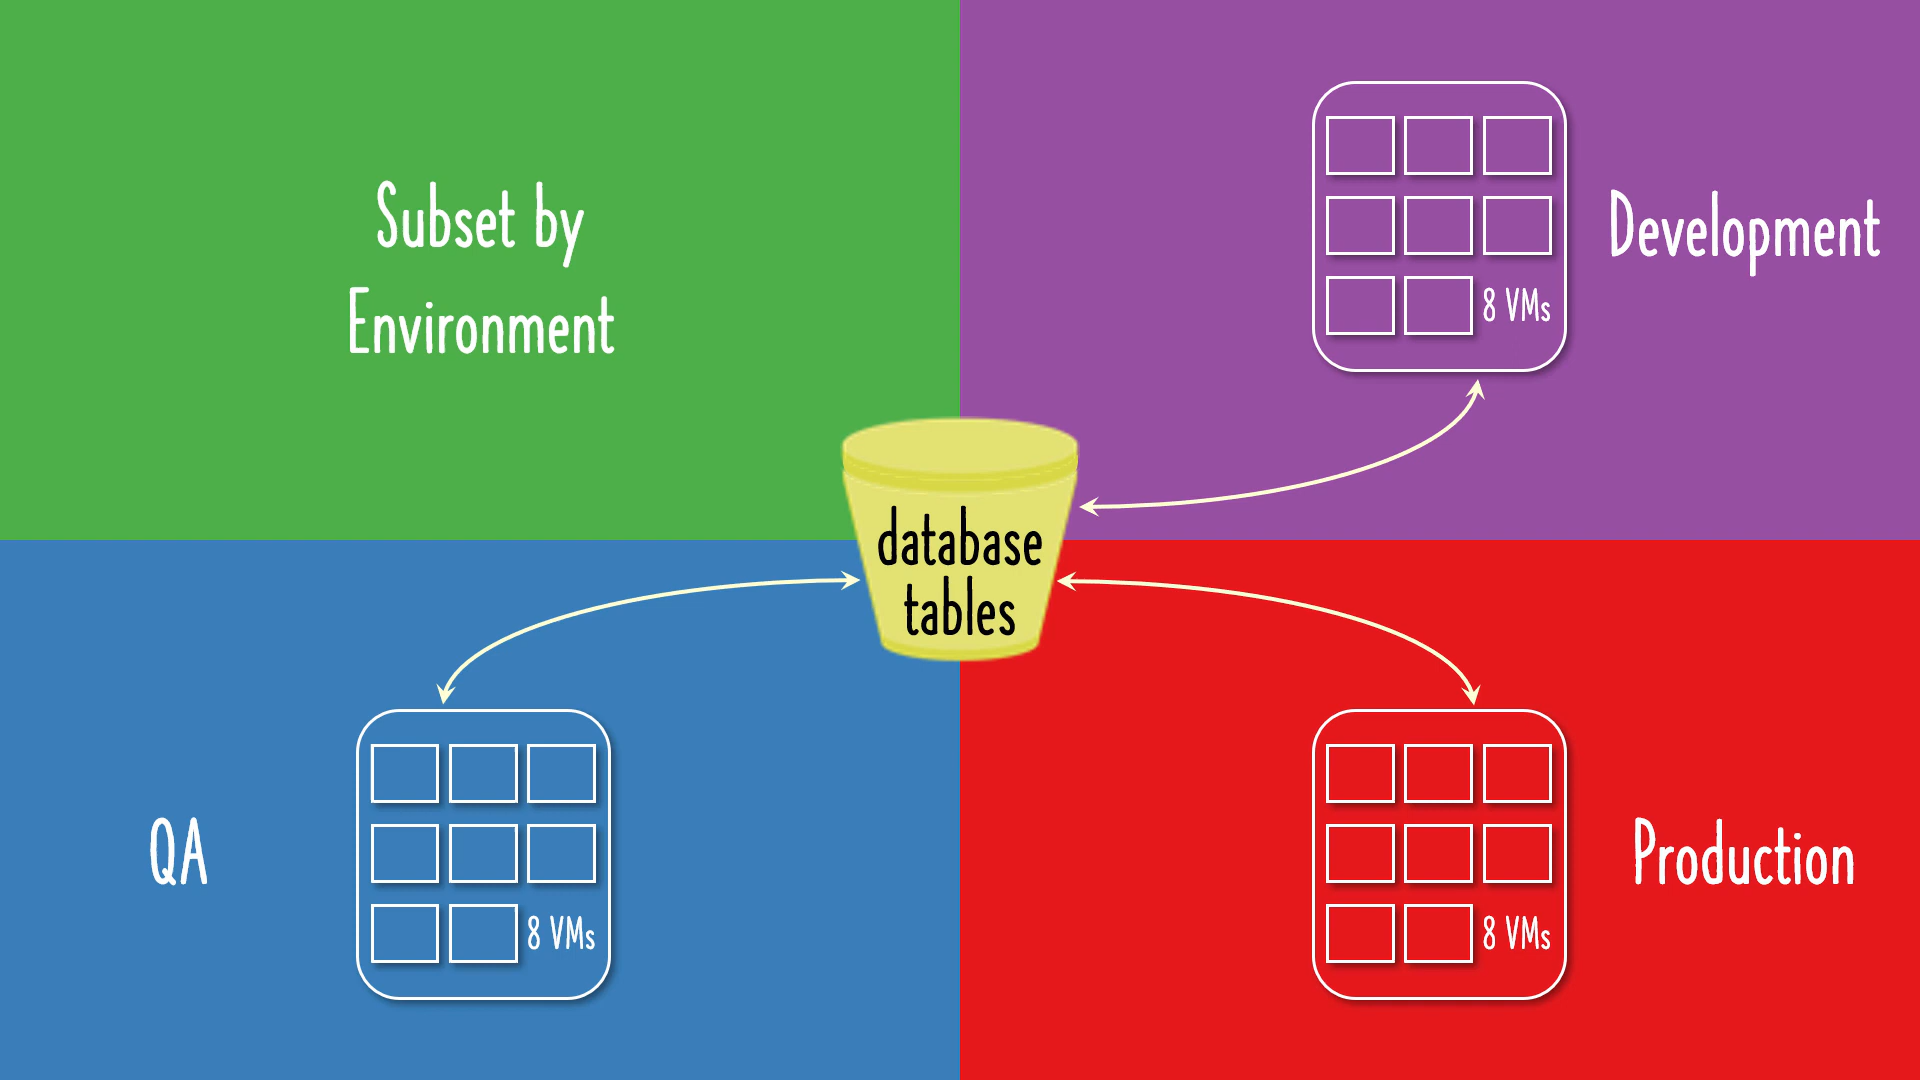 Subset by
Environment
8 VMs
Development
database
tables
QA
8 VMs
8 VMs
Production